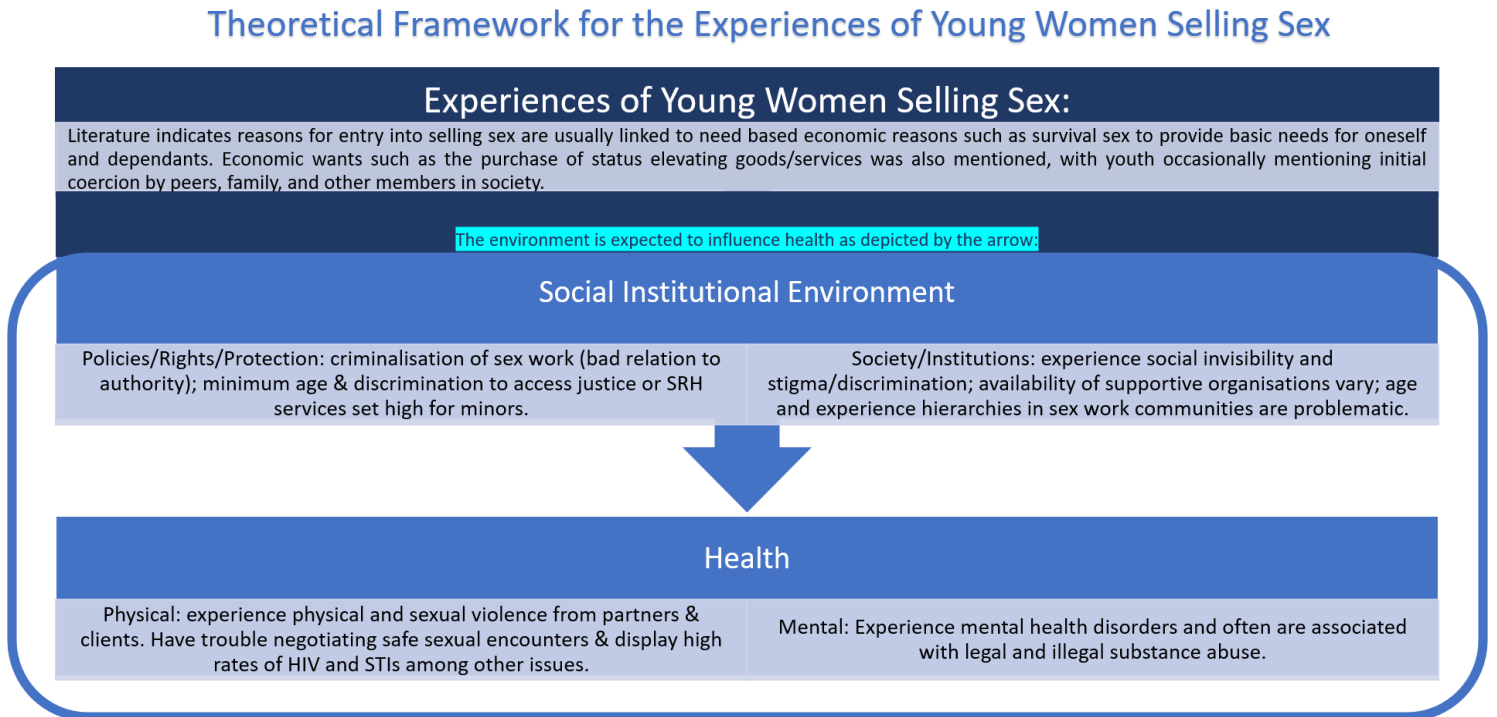 Theoretical Framework for the Experiences of Young Women Selling Sex
Experiences of Young Women Selling Sex:
Literature indicates reasons for entry into selling sex are usually linked to need based economic reasons such as survival sex to provide basic needs for oneself
and dependants. Economic wants such as the purchase of status elevating goods/services was also mentioned, with youth occasionally mentioning initial
coercion by peers, family, and other members in society.
The environment is expected to influence health as depicted by the arrow:
Social Institutional Environment
Policies/Rights/Protection: criminalisation of sex work (bad relation to
authority); minimum age & discrimination to access justice or SRH
services set high for minors.
Society/Institutions: experience social invisibility and
stigma/discrimination; availability of supportive organisations vary; age
and experience hierarchies in sex work communities are problematic.
Health
Physical: experience physical and sexual violence from partners &
clients. Have trouble negotiating safe sexual encounters & display high
rates of HIV and STIs among other issues.
Mental: Experience mental health disorders and often are associated
with legal and illegal substance abuse.